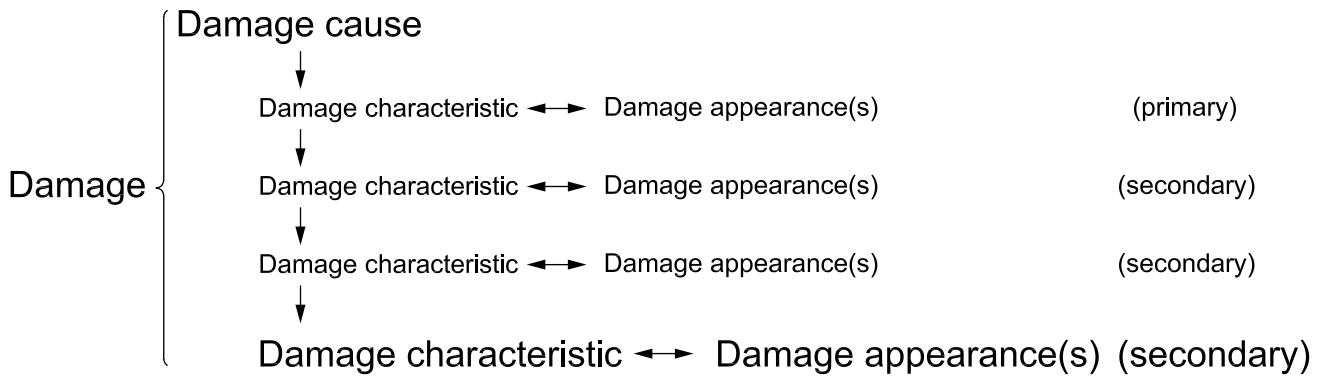 Damage cause
Damage characteristic Damage appearance(s) (primary)
Damage characteristic Damage appearance(s) (secondary)
Damage
Damage characteristic Damage appearance(s) (secondary)
Damage characteristic Damage appearance(s) (secondary)